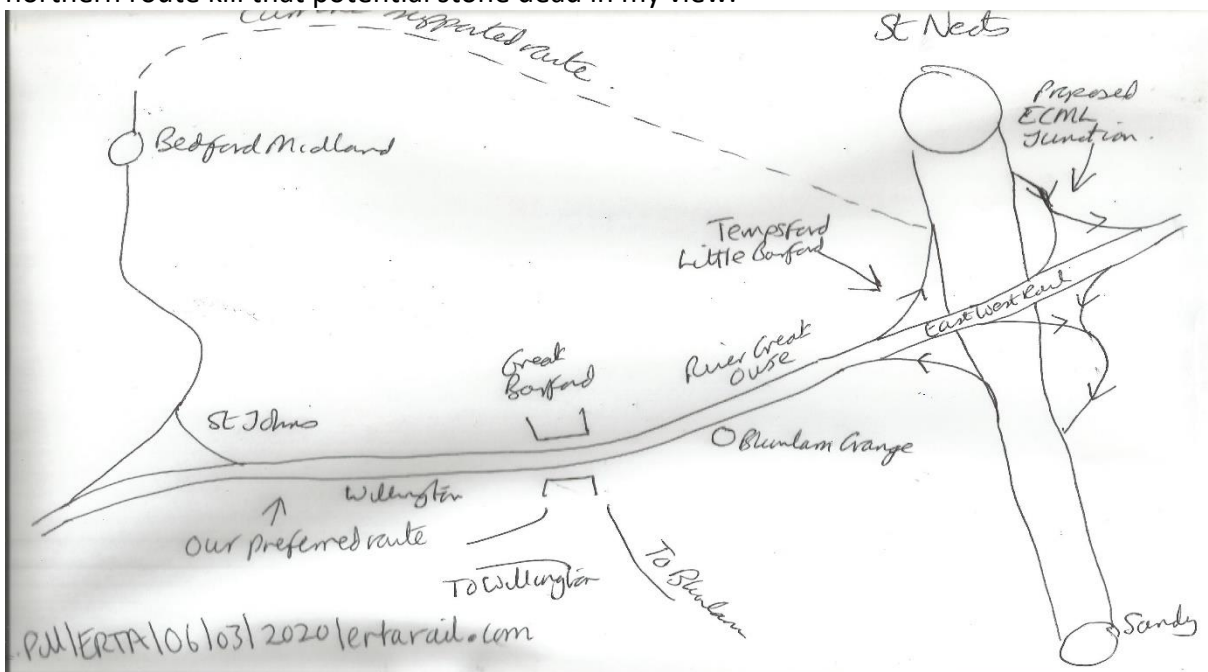 northern route kill that potential stone dead in my view.
Current supported route.
St Neots
Proposed
ECML
Junction.
Bedford Midland
Tempsford
Little Barford
East West Rail
Great
Barford
River Great
Ouse
St Johns
Blunham Grange
Willington
Our preferred route
To Willington
To Blunham
Sandy
P.M/ERTA/06/03/2020/ertarail.com